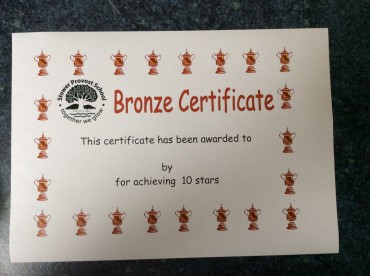 Stower Provost School
together we grow
Bronze Certificate
This certificate has been awarded to
by
for achieving 10 stars